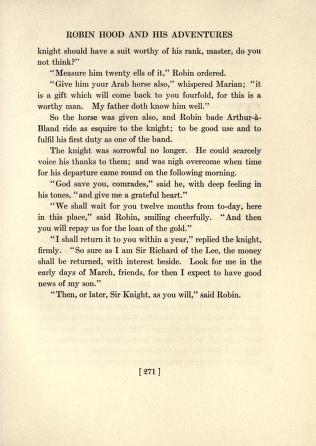 ROBIN HOOD AND HIS ADVENTURES
knight should have a suit worthy of his rank, master, do you
not think?"
"Measure him twenty ells of it," Robin ordered.
"Give him your Arab horse also," whispered Marian; "it
is a gift which will come back to you fourfold, for this is a
worthy man. My father doth know him well."
So the horse was given also, and Robin bade Arthur-à-
Bland ride as esquire to the knight; to be good use and to
fulfil his first duty as one of the band.
The knight was sorrowful no longer. He could scarcely
voice his thanks to them; and was nigh overcome when time
for his departure came round on the following morning.
"God save you, comrades," said he, with deep feeling in
his tones, "and give me a grateful heart."
"We shall wait for you twelve months from to-day, here
in this place," said Robin, smiling cheerfully. "And then
you will repay us for the loan of the gold."
"I shall return it to you within a year," replied the knight,
firmly. "So sure as I am Sir Richard of the Lee, the money
shall be returned, with interest beside. Look for me in the
early days of March, friends, for then I expect to have good
news of my son."
"Then, or later, Sir Knight, as you will," said Robin.
[ 271 ]